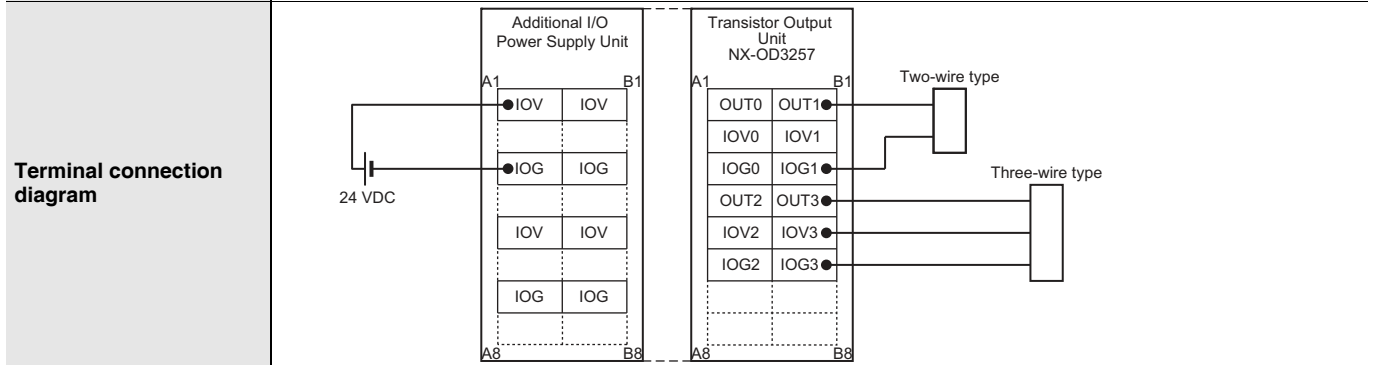 Terminal connection
diagram
Additional I/O
Power Supply Unit
A1 B1
IOV IOV
IOG IOG
IOV IOV
IOG IOG
A8 B8
24 VDC
Transistor Output
Unit
NX-OD3257
A1 B1
OUT0 OUT1
IOV0 IOV1
IOG0 IOG1
OUT2 OUT3
IOV2 IOV3
IOG2 IOG3
A8 B8
Two-wire type
Three-wire type